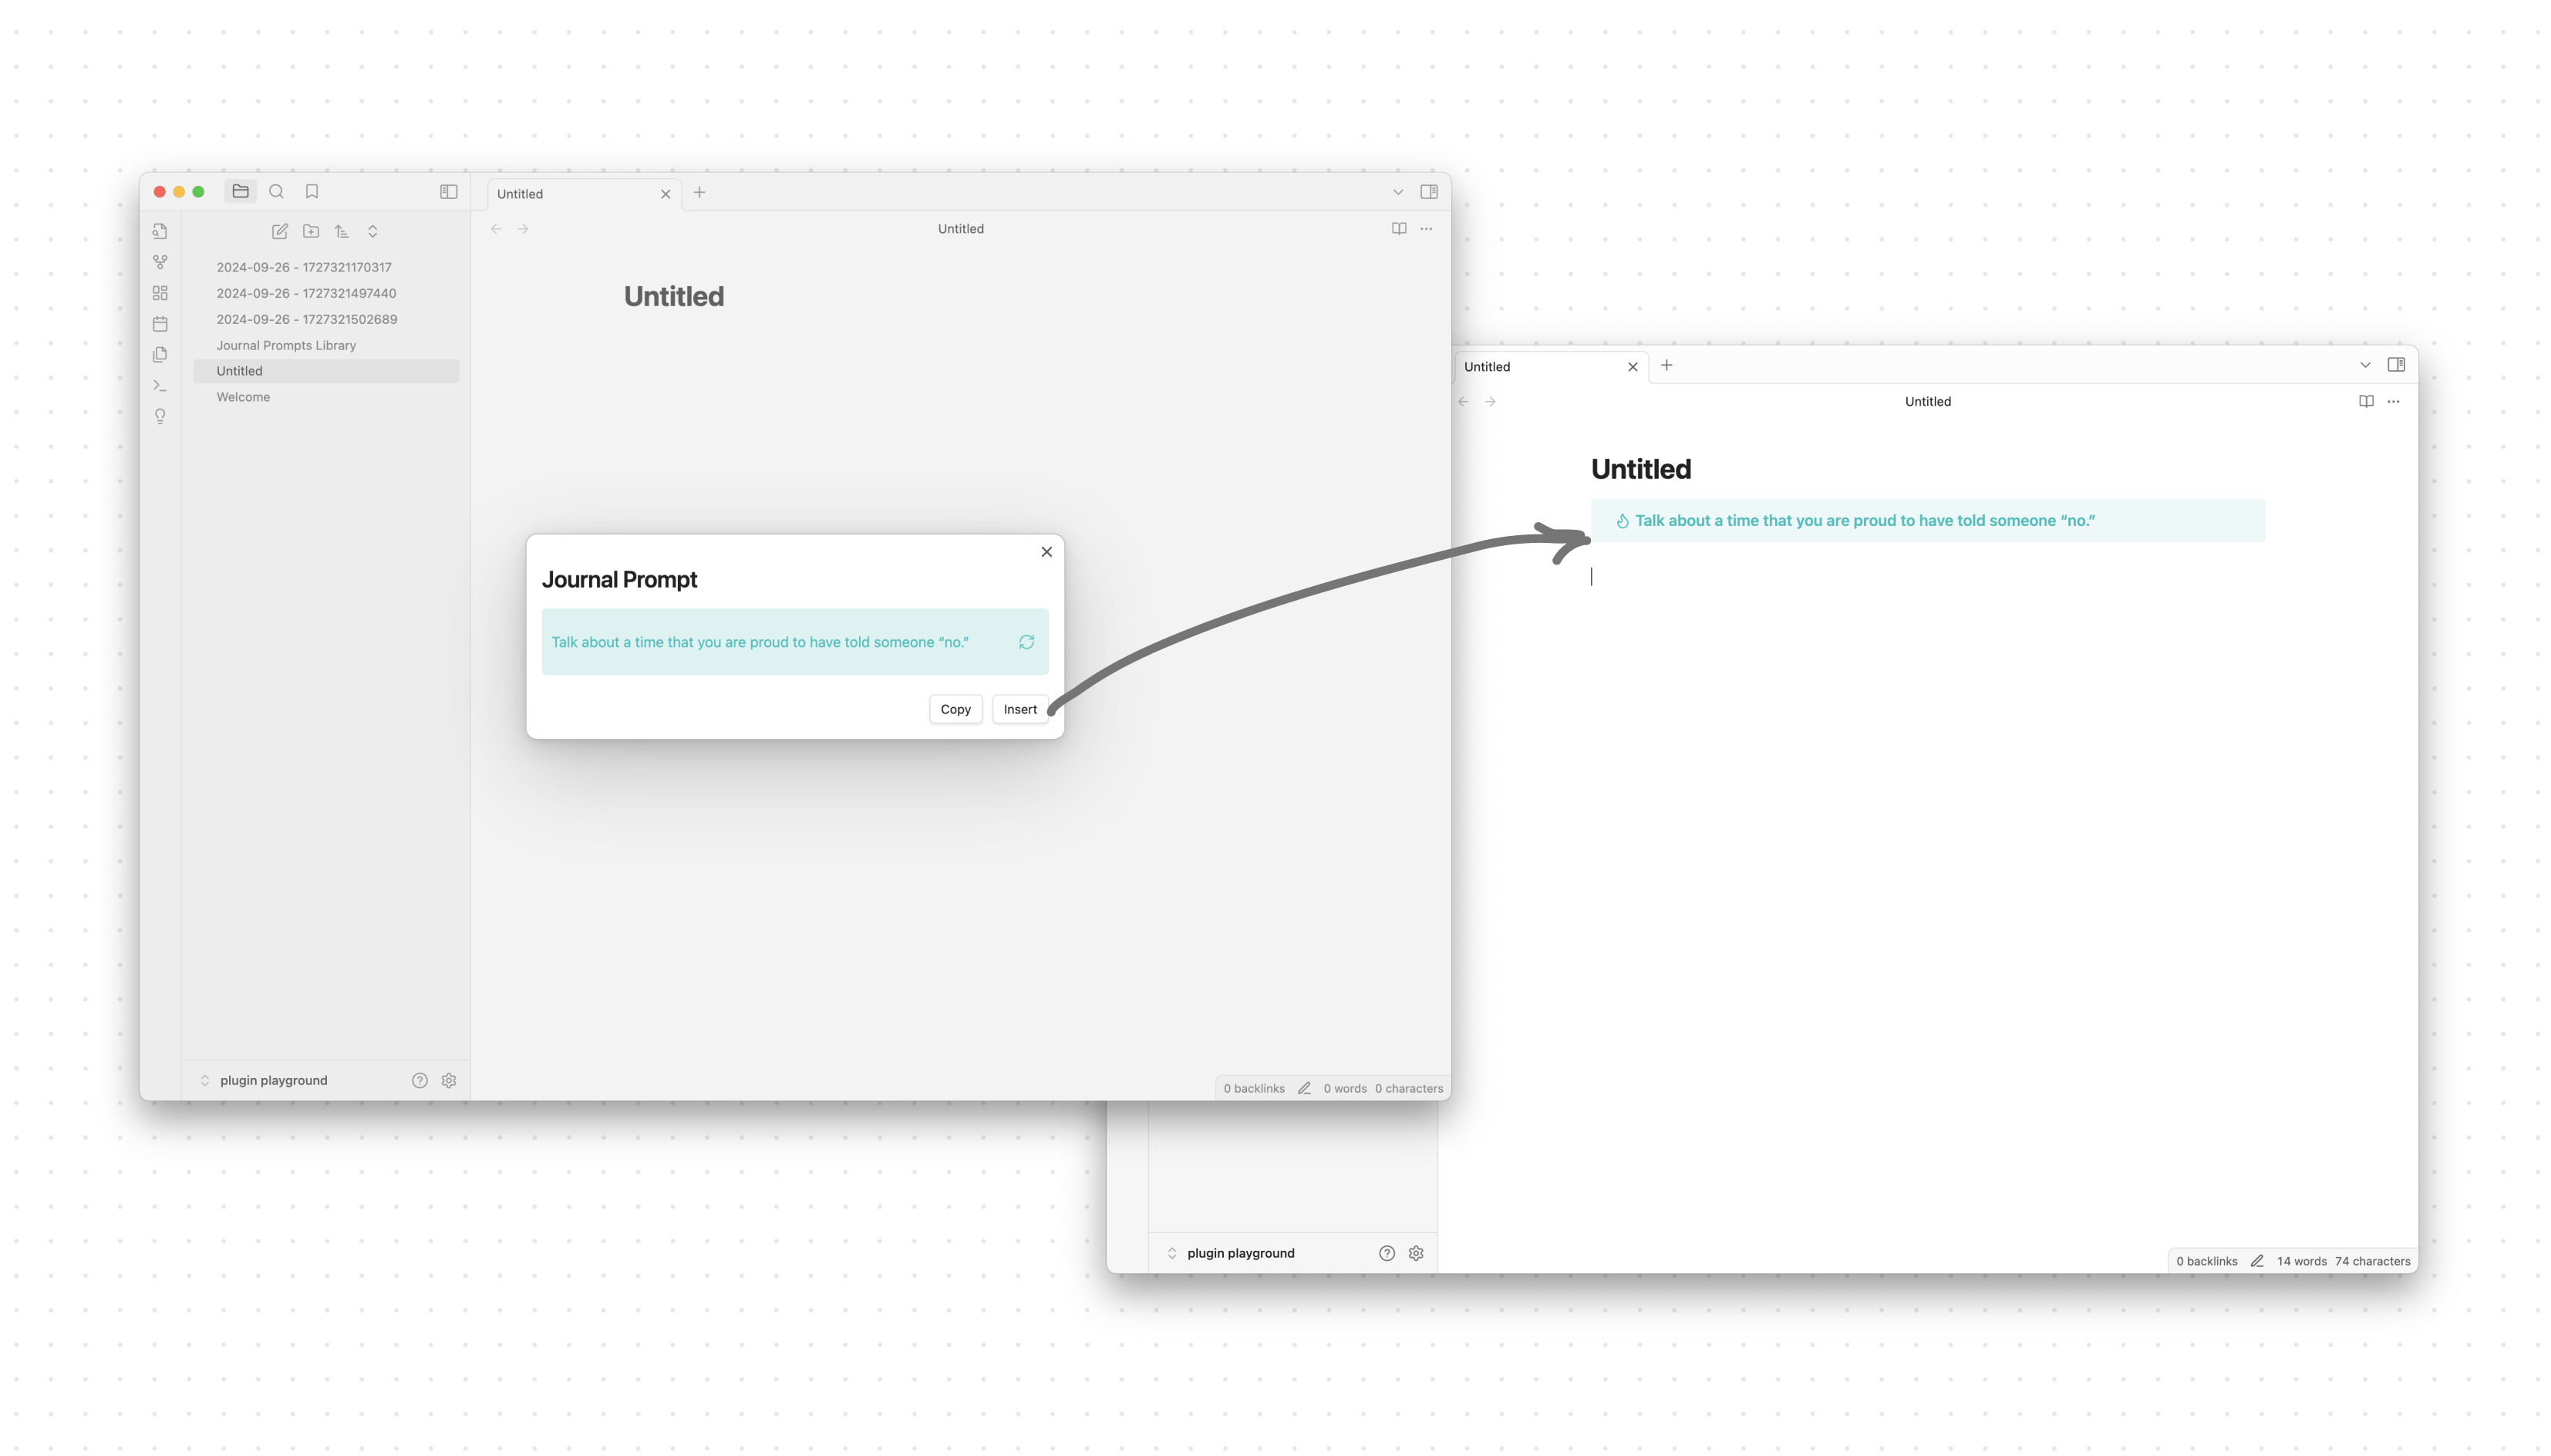 Untitled
Untitled
2024-09-26 - 1727321170317
2024-09-26 - 1727321497440
2024-09-26 - 1727321502689
Journal Prompts Library
Untitled
Welcome
Untitled
Journal Prompt
Talk about a time that you are proud to have told someone “no.”
Copy Insert
plugin playground
0 backlinks 0 words 0 characters
Untitled
Untitled
Untitled
Talk about a time that you are proud to have told someone “no.”
plugin playground
0 backlinks 14 words 74 characters